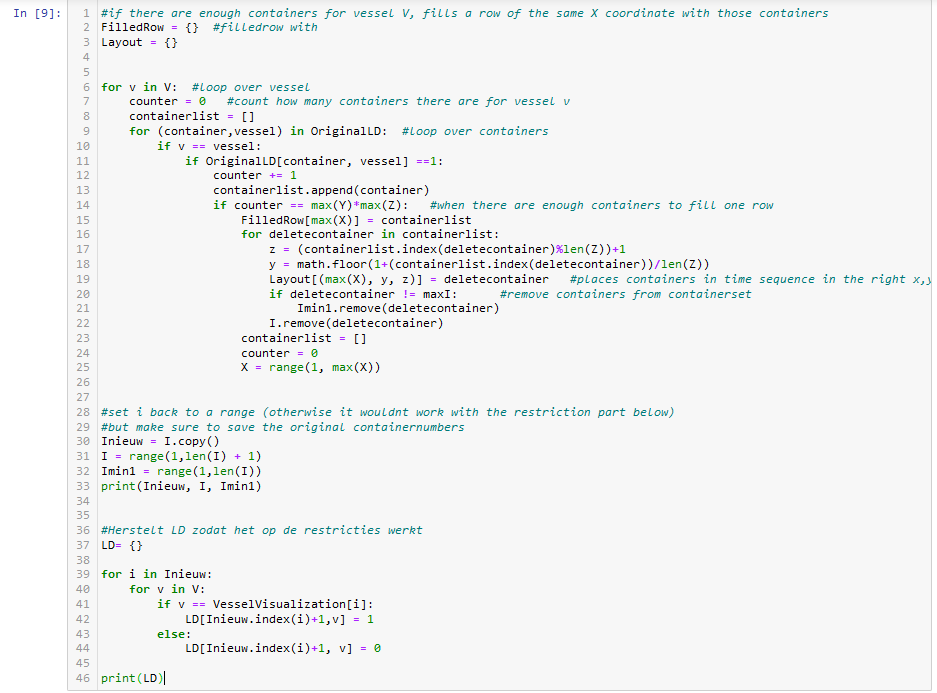 In [9]:
1 #if there are enough containers for vessel V, fills a row of the same X coordinate with those containers
2 FilledRow = {}  #filledrow with
3 Layout = {}
4
5
6 for v in V:  #loop over vessel
7     counter = 0   #count how many containers there are for vessel v
8     containerlist = []
9     for (container,vessel) in OriginalLD:  #loop over containers
10         if v == vessel:
11             if OriginalLD[container, vessel] ==1:
12                 counter += 1
13                 containerlist.append(container)
14                 if counter == max(Y)*max(Z):   #when there are enough containers to fill one row
15                     FilledRow[max(X)] = containerlist
16                     for deletecontainer in containerlist:
17                         z = (containerlist.index(deletecontainer)%len(Z))+1
18                         y = math.floor(1+(containerlist.index(deletecontainer))/len(Z))
19                         Layout[(max(X), y, z)] = deletecontainer   #places containers in time sequence in the right x,y
20                         if deletecontainer != maxI:      #remove containers from containerset
21                             Imin1.remove(deletecontainer)
22                         I.remove(deletecontainer)
23                     containerlist = []
24                     counter = 0
25                     X = range(1, max(X))
26
27
28 #set i back to a range (otherwise it wouldnt work with the restriction part below)
29 #but make sure to save the original containernumbers
30 Inieuw = I.copy()
31 I = range(1,len(I) + 1)
32 Imin1 = range(1,len(I))
33 print(Inieuw, I, Imin1)
34
35
36 #Herstelt LD zodat het op de restricties werkt
37 LD= {}
38
39 for i in Inieuw:
40     for v in V:
41         if v == VesselVisualization[i]:
42             LD[Inieuw.index(i)+1,v] = 1
43         else:
44             LD[Inieuw.index(i)+1, v] = 0
45
46 print(LD)